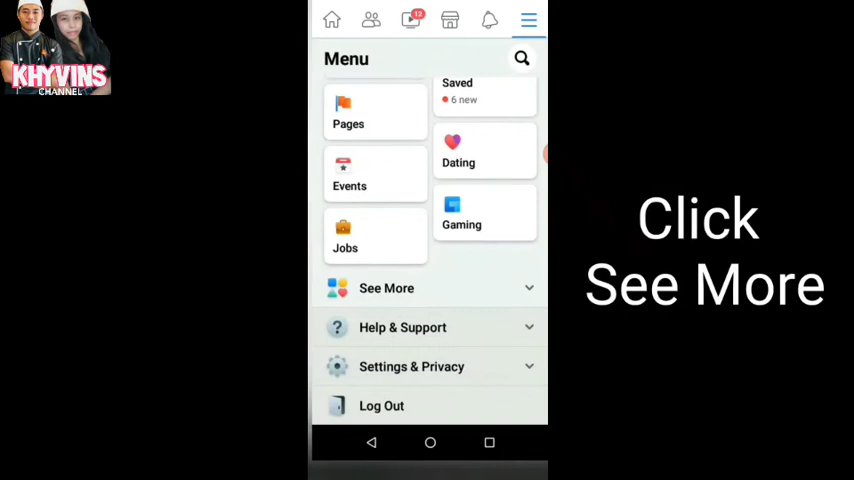 KHYVINS
CHANNEL
12
Menu
Saved
6 new
Pages
Dating
Events
Gaming
Jobs
See More
Help & Support
Settings & Privacy
Log Out
Click
See More